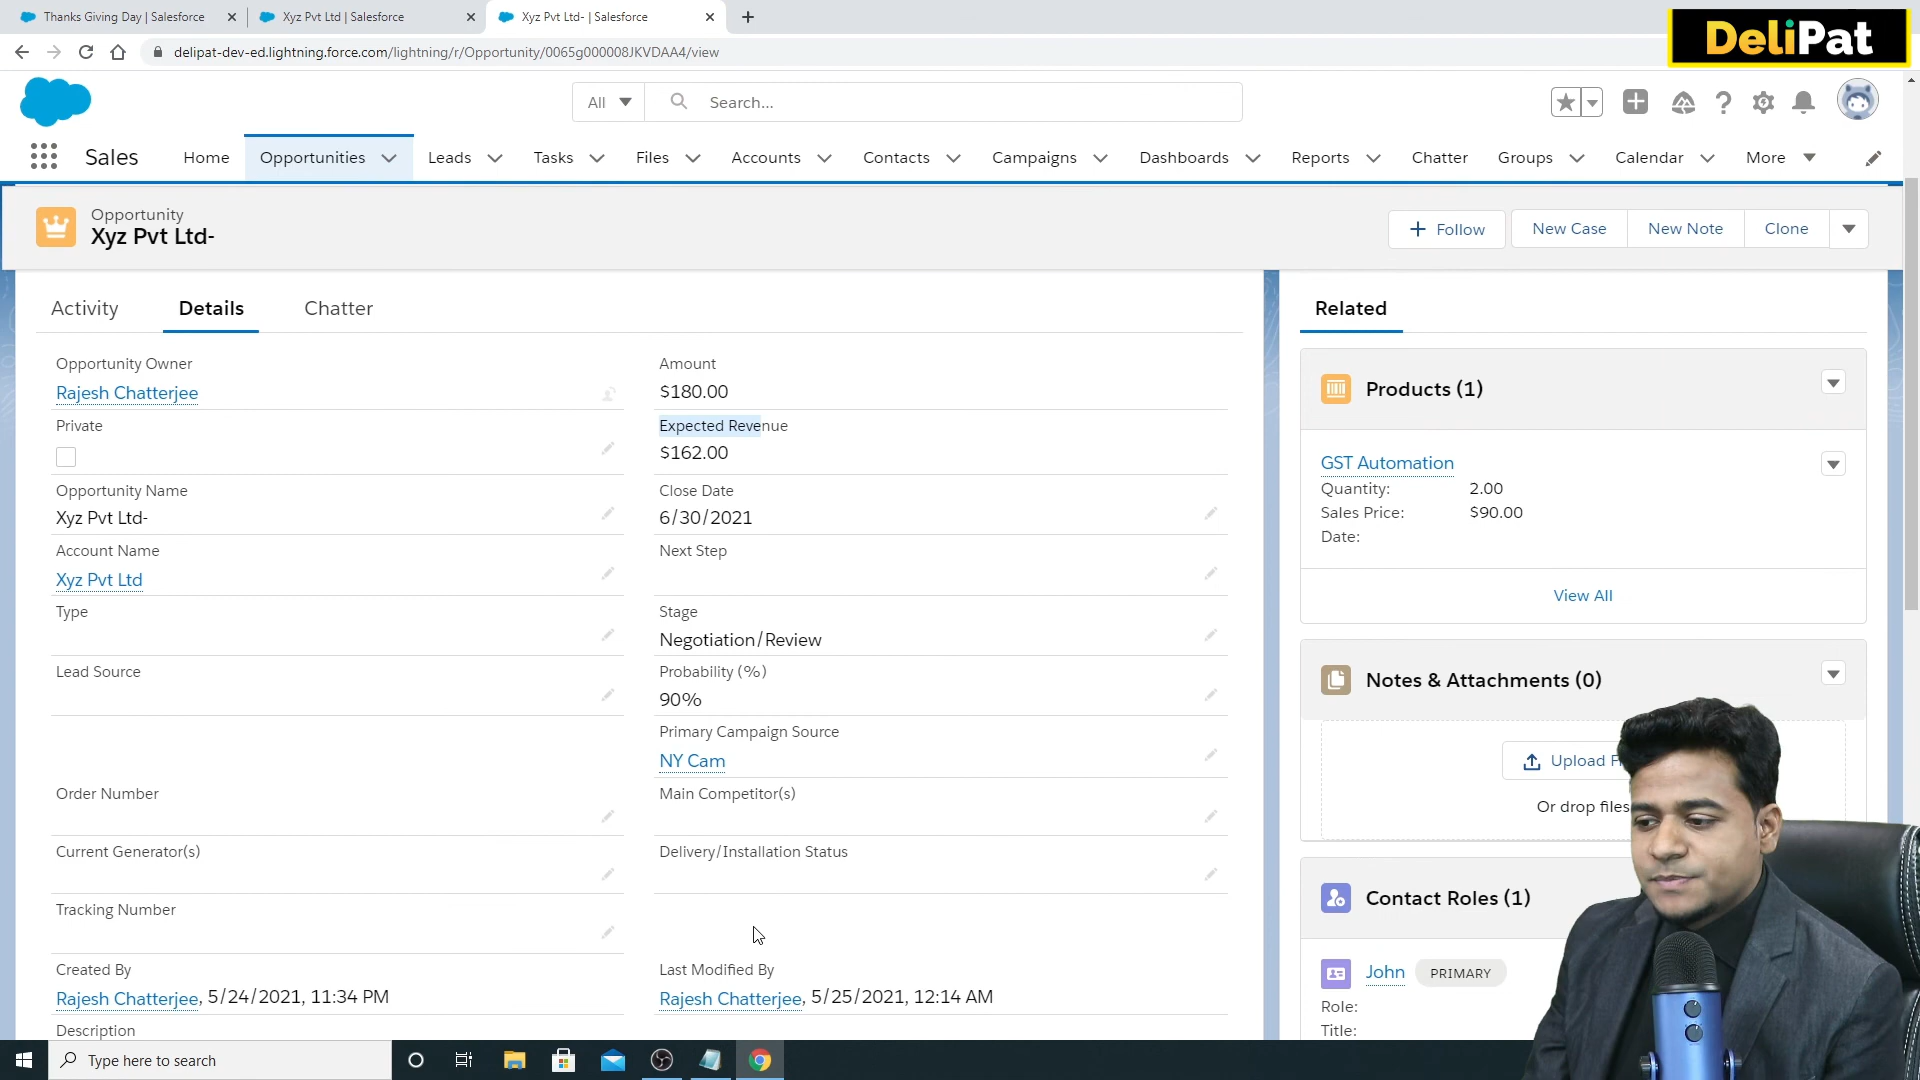 Thanks Giving Day | Salesforce
Xyz Pvt Ltd | Salesforce
Xyz Pvt Ltd- | Salesforce
delipat-dev-ed.lightning.force.com/lightning/r/Opportunity/0065g000008JKVDAA4/view
DeliPat
All
Search...
Sales
Home
Opportunities
Leads
Tasks
Files
Accounts
Contacts
Campaigns
Dashboards
Reports
Chatter
Groups
Calendar
More
Opportunity
Xyz Pvt Ltd-
Follow
New Case
New Note
Clone
Activity
Details
Chatter
Opportunity Owner
Rajesh Chatterjee
Amount
$180.00
Private
Expected Revenue
$162.00
Opportunity Name
Xyz Pvt Ltd-
Close Date
6/30/2021
Account Name
Xyz Pvt Ltd
Next Step
Type
Stage
Negotiation/Review
Lead Source
Probability (%)
90%
Primary Campaign Source
NY Cam
Order Number
Main Competitor(s)
Current Generator(s)
Delivery/Installation Status
Tracking Number
Created By
Rajesh Chatterjee, 5/24/2021, 11:34 PM
Last Modified By
Rajesh Chatterjee, 5/25/2021, 12:14 AM
Description
Related
Products (1)
GST Automation
Quantity: 2.00
Sales Price: $90.00
Date:
View All
Notes & Attachments (0)
Upload
Or drop files
Contact Roles (1)
John PRIMARY
Role:
Title:
Type here to search